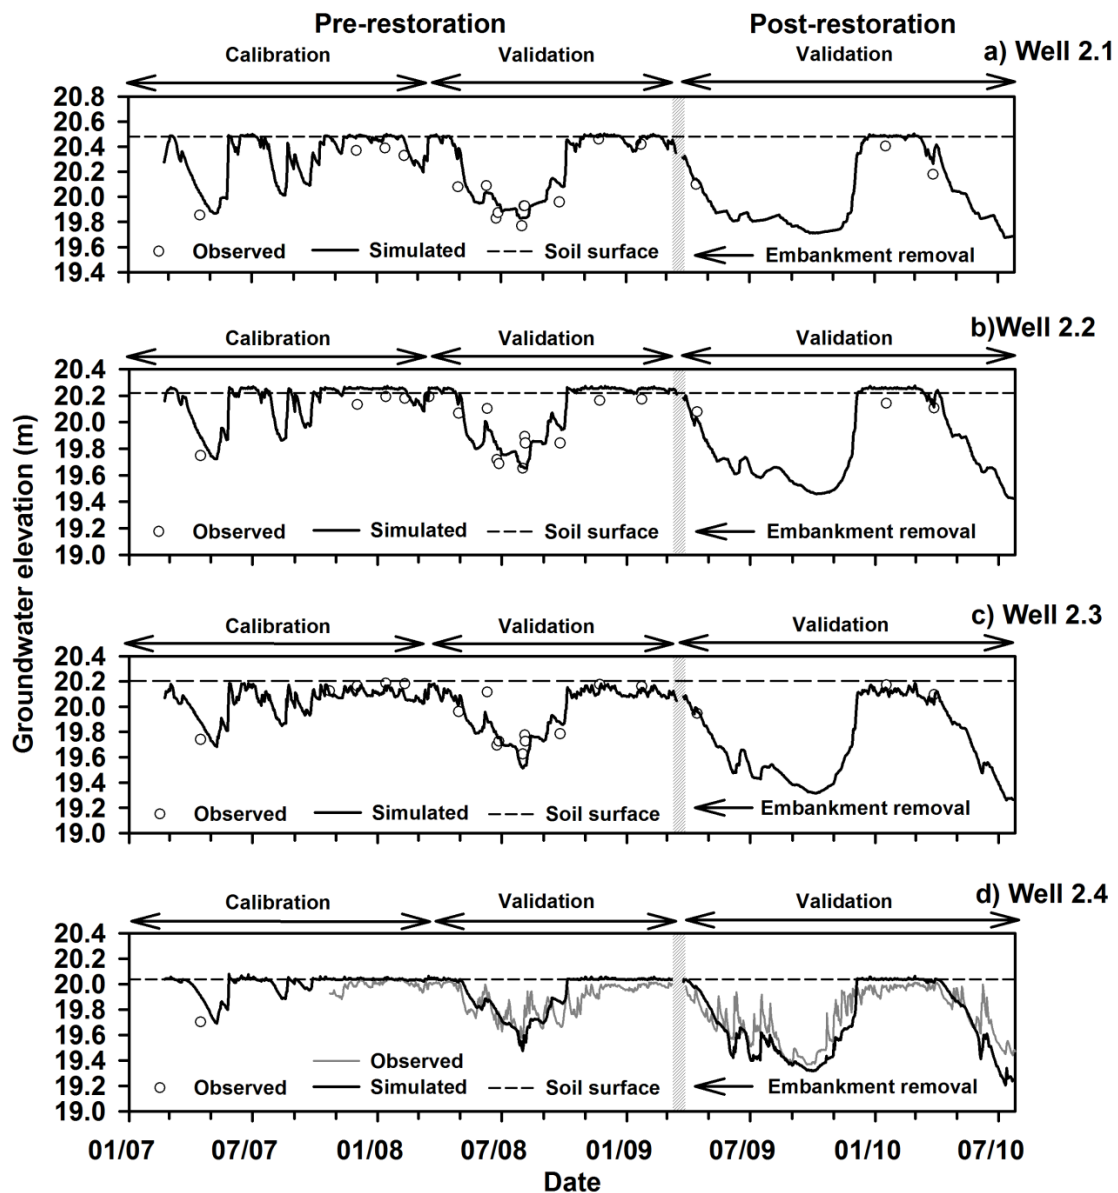 Pre-restoration Post-restoration
Calibration Validation Validation a) Well 2.1
20.8
20.6
20.4
20.2
20.0
19.8
19.6
19.4
Observed Simulated Soil surface Embankment removal
b)Well 2.2
Calibration Validation Validation
20.4
20.2
20.0
19.8
19.6
19.4
19.2
19.0
Observed Simulated Soil surface Embankment removal
c) Well 2.3
Calibration Validation Validation
20.4
20.2
20.0
19.8
19.6
19.4
19.2
19.0
Observed Simulated Soil surface Embankment removal
d) Well 2.4
Calibration Validation Validation
20.4
20.2
20.0
19.8
19.6
19.4
19.2
19.0
Observed
Observed Simulated Soil surface Embankment removal
01/07 07/07 01/08 07/08 01/09 07/09 01/10 07/10
Date
Groundwater elevation (m)